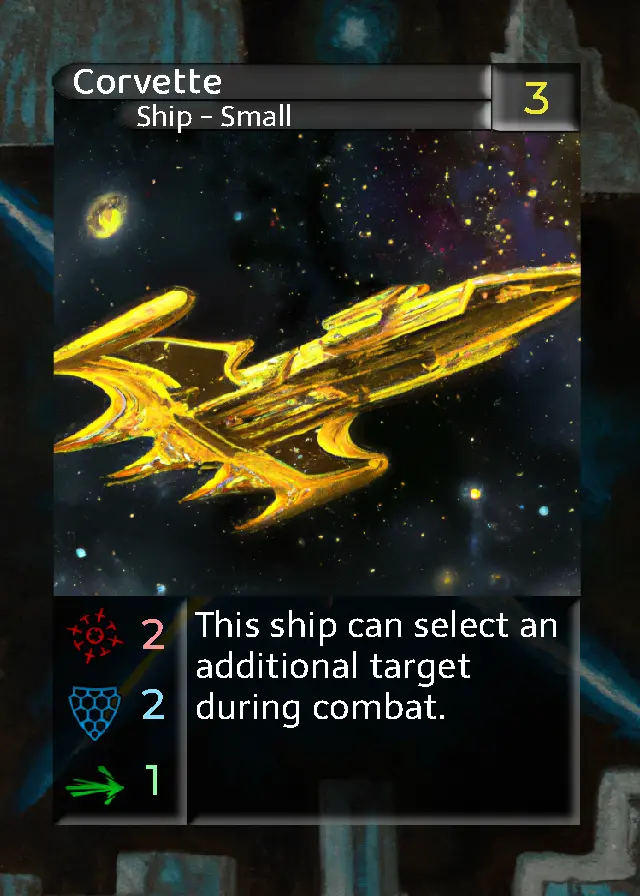 Corvette
3
Ship – Small
2
This ship can select an
additional target
2
during combat.
1